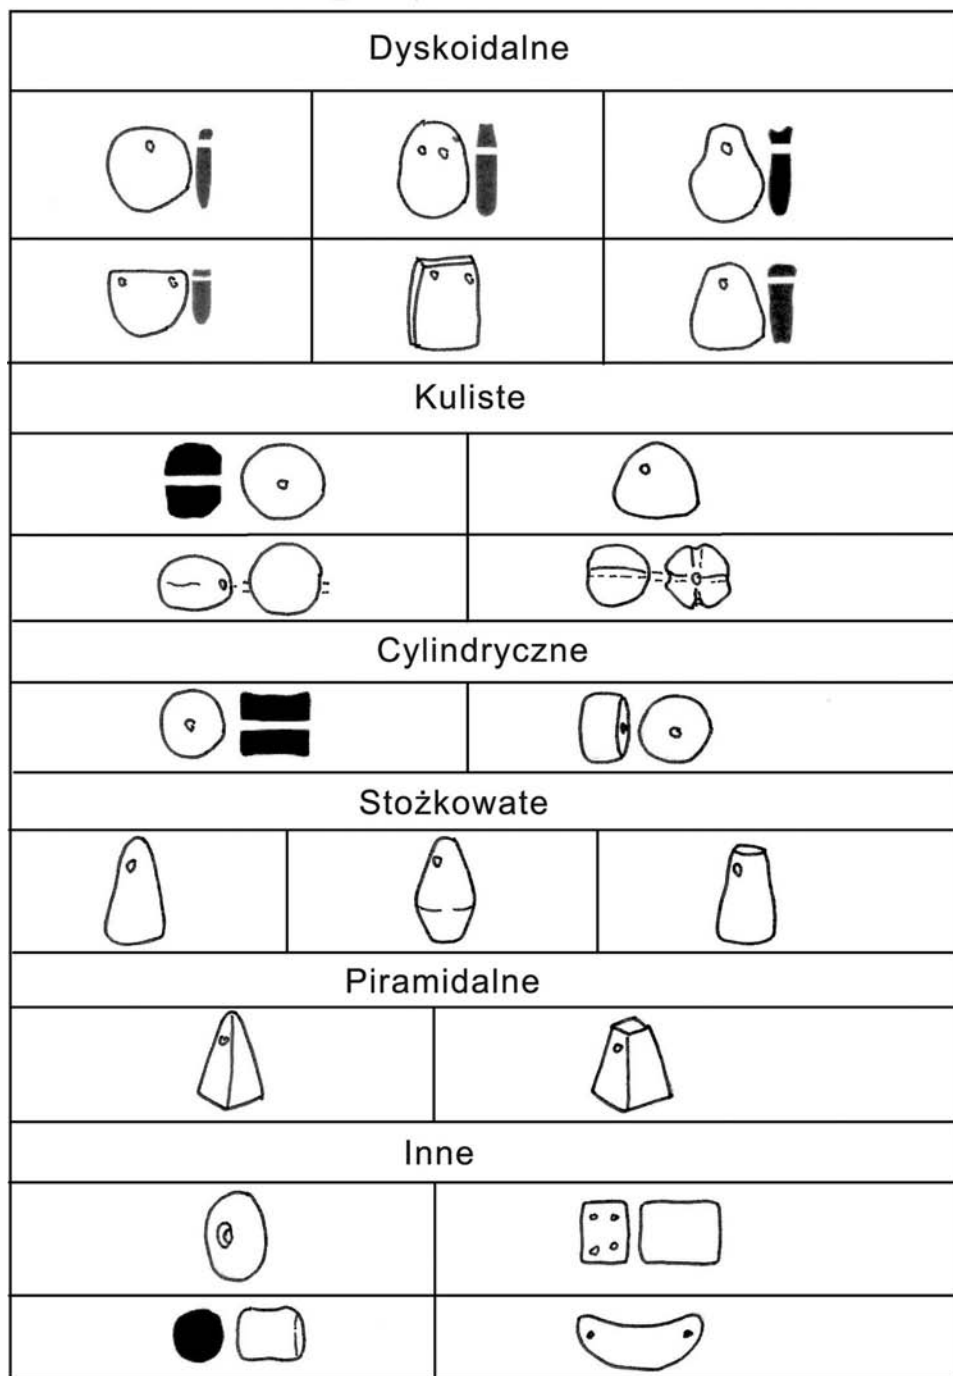 Dyskoidalne
Kuliste
Cylindryczne
Stożkowate
Piramidalne
Inne